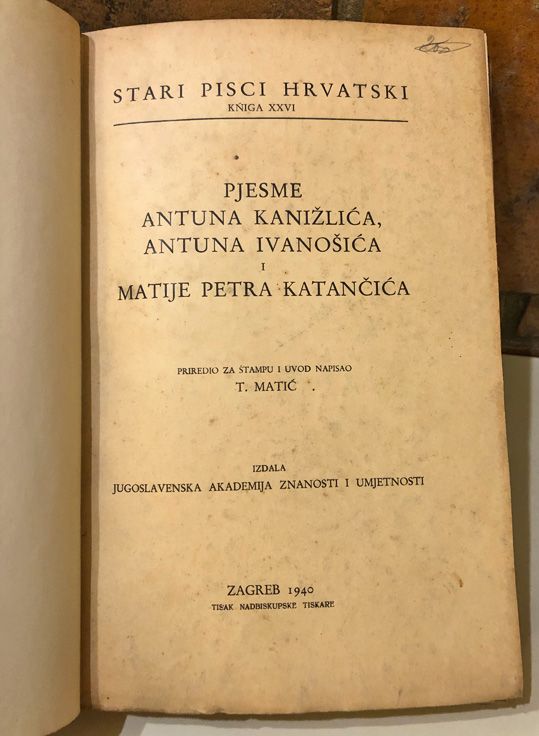 STARI PISCI HRVATSKI
KNIGA XXVI
PJESME
ANTUNA KANIŽLIĆA,
ANTUNA IVANOŠIĆA
I
MATIJE PETRA KATANČIĆA
PRIREDIO ZA ŠTAMPU I UVOD NAPISAO
T. MATIĆ
IZDALA
JUGOSLAVENSKA AKADEMIJA ZNANOSTI I UMJETNOSTI
ZAGREB 1940
TISAK NADBISKUPSKE TISKARE